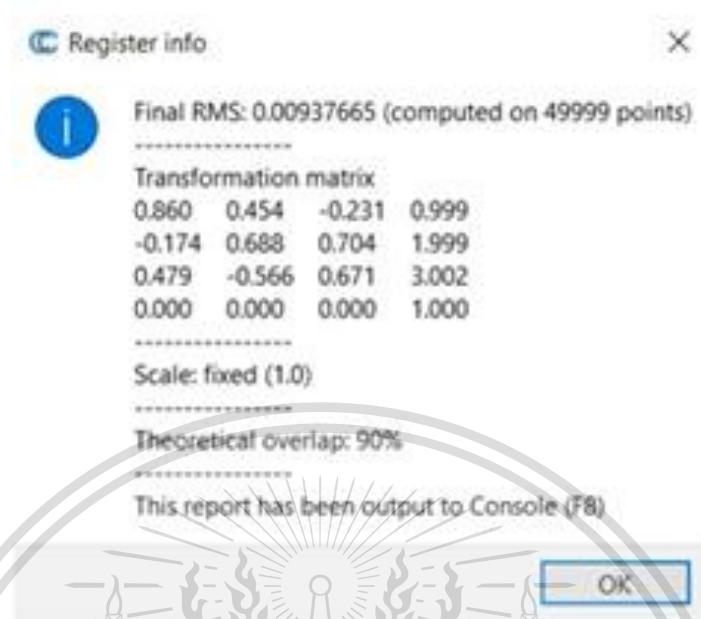 Register info
Final RMS: 0.00937665 (computed on 49999 points)
----------------
Transformation matrix
0.860 0.454 -0.231 0.999
-0.174 0.688 0.704 1.999
0.479 -0.566 0.671 3.002
0.000 0.000 0.000 1.000
----------------
Scale: fixed (1.0)
----------------
Theoretical overlap: 90%
----------------
This report has been output to Console (F8)
OK